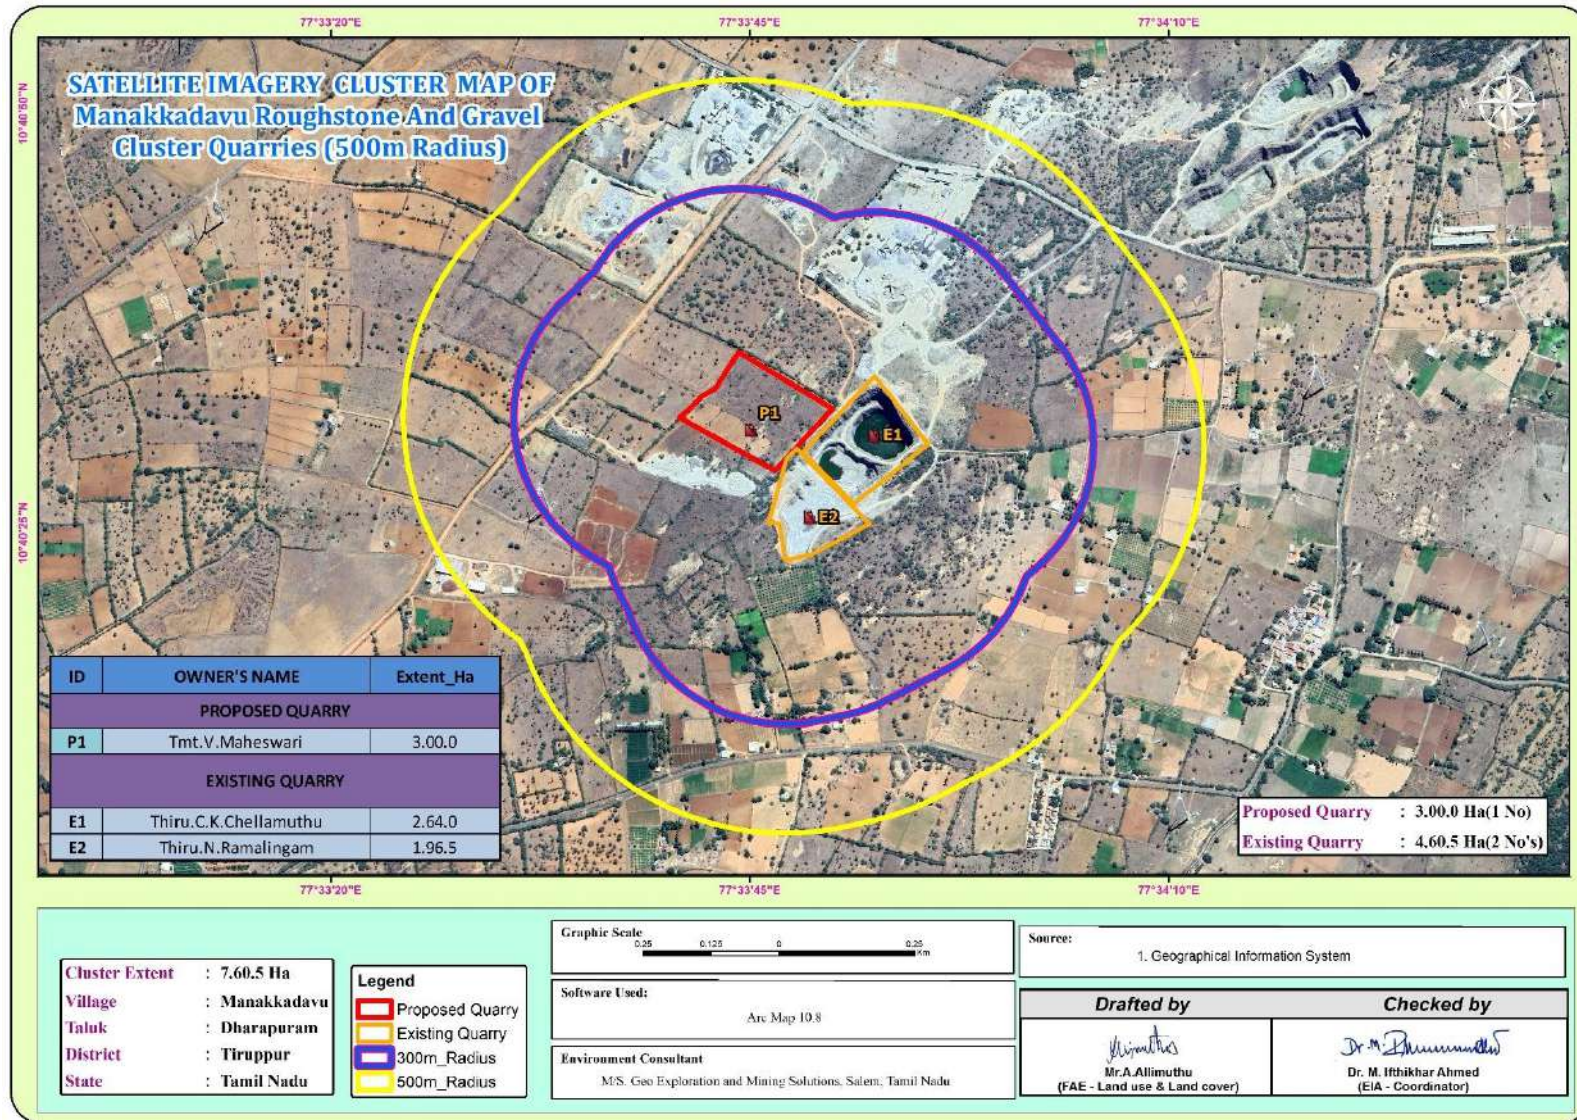 77°33'20"E
77°33'45"E
77°34'10"E
10°40'50"N
10°40'25"N
SATELLITE IMAGERY CLUSTER MAP OF
Manakkadavu Roughstone And Gravel
Cluster Quarries (500m Radius)
P1
E1
E2
ID OWNER'S NAME Extent_Ha
PROPOSED QUARRY
P1 Tmt.V.Maheswari 3.00.0
EXISTING QUARRY
E1 Thiru.C.K.Chellamuthu 2.64.0
E2 Thiru.N.Ramalingam 1.96.5
Proposed Quarry : 3.00.0 Ha(1 No)
Existing Quarry : 4.60.5 Ha(2 No's)
77°33'20"E
77°33'45"E
77°34'10"E
Cluster Extent : 7.60.5 Ha
Village : Manakkadavu
Taluk : Dharapuram
District : Tiruppur
State : Tamil Nadu
Legend
Proposed Quarry
Existing Quarry
300m_Radius
500m_Radius
Graphic Scale
0.25 0.125 0 0.25
Km
Software Used:
Arc Map 10.8
Environment Consultant
M/S. Geo Exploration and Mining Solutions, Salem, Tamil Nadu
Source:
1. Geographical Information System
Drafted by
Mr.A.Allimuthu
(FAE - Land use & Land cover)
Checked by
Dr. M. Ifthikhar Ahmed
(EIA - Coordinator)